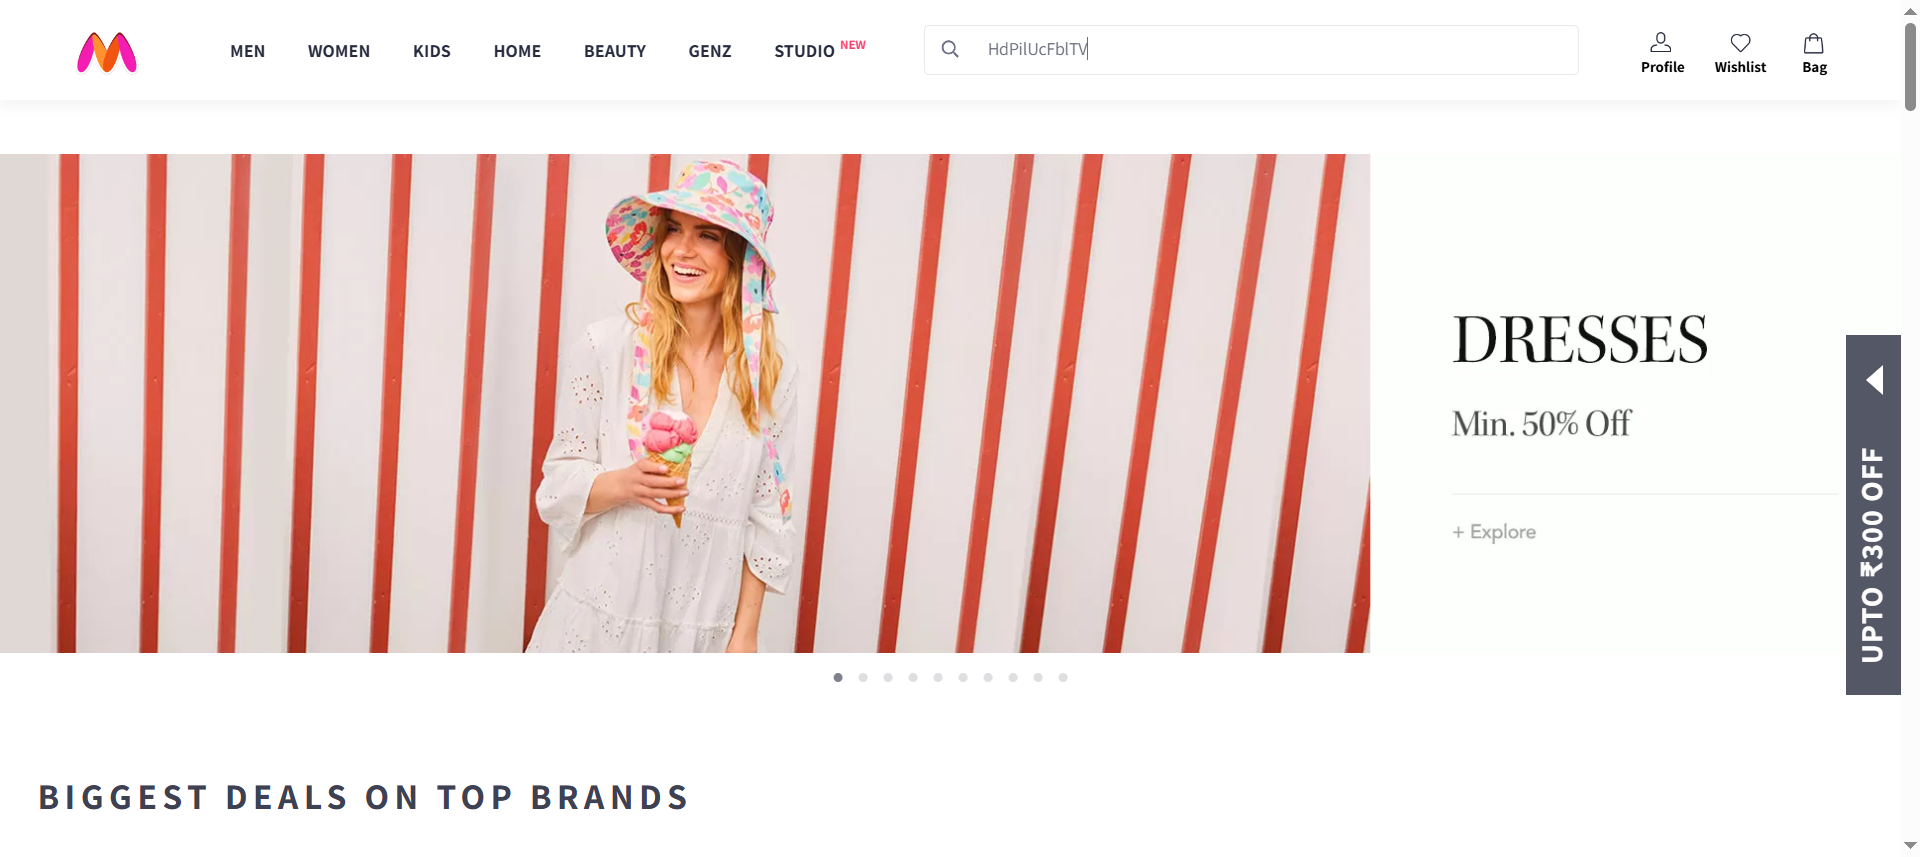 MEN WOMEN KIDS HOME BEAUTY GENZ STUDIO NEW
HdPilUcFblTV
Profile Wishlist Bag
DRESSES
Min. 50% Off
+ Explore
UPTO ₹300 OFF
BIGGEST DEALS ON TOP BRANDS